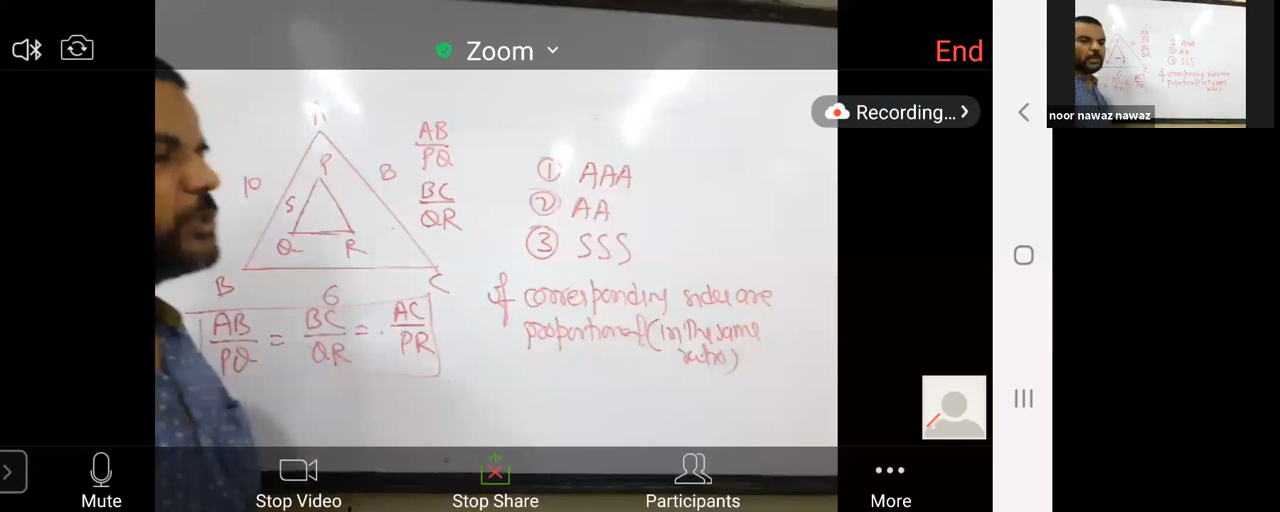 Zoom
End
Recording...
noor nawaz nawaz
A
P
10
8
5
Q
R
B
6
C
AB
PQ
BC
QR
AB/PQ = BC/QR = AC/PR
① AAA
② AA
③ SSS
if corresponding sides are
proportional (in the same
ratio)
Mute
Stop Video
Stop Share
Participants
More